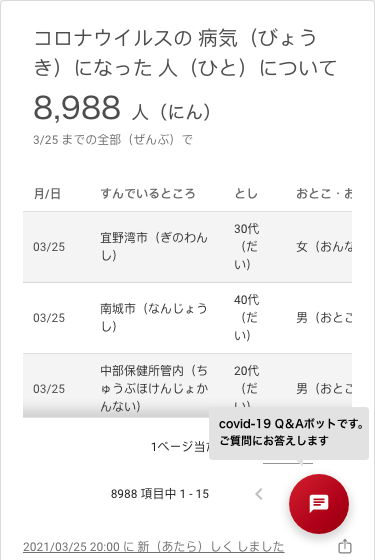 コロナウイルスの 病気（びょう
き）になった 人（ひと）について
8,988 人（にん）
3/25 までの全部（ぜんぶ）で
月/日 すんでいるところ とし おとこ・お
03/25 宜野湾市（ぎのわん
し） 30代
（だ
い） 女（おんな
03/25 南城市（なんじょう
し） 40代
（だ
い） 男（おとこ
03/25 中部保健所管内（ち
ゅうぶほけんじょか
んない） 20代
（だ
い） 男（おとこ
covid-19 Q&Aボットです。
ご質問にお答えします
1ページ当た
8988 項目中 1 - 15
2021/03/25 20:00 に 新（あたら）しく しました